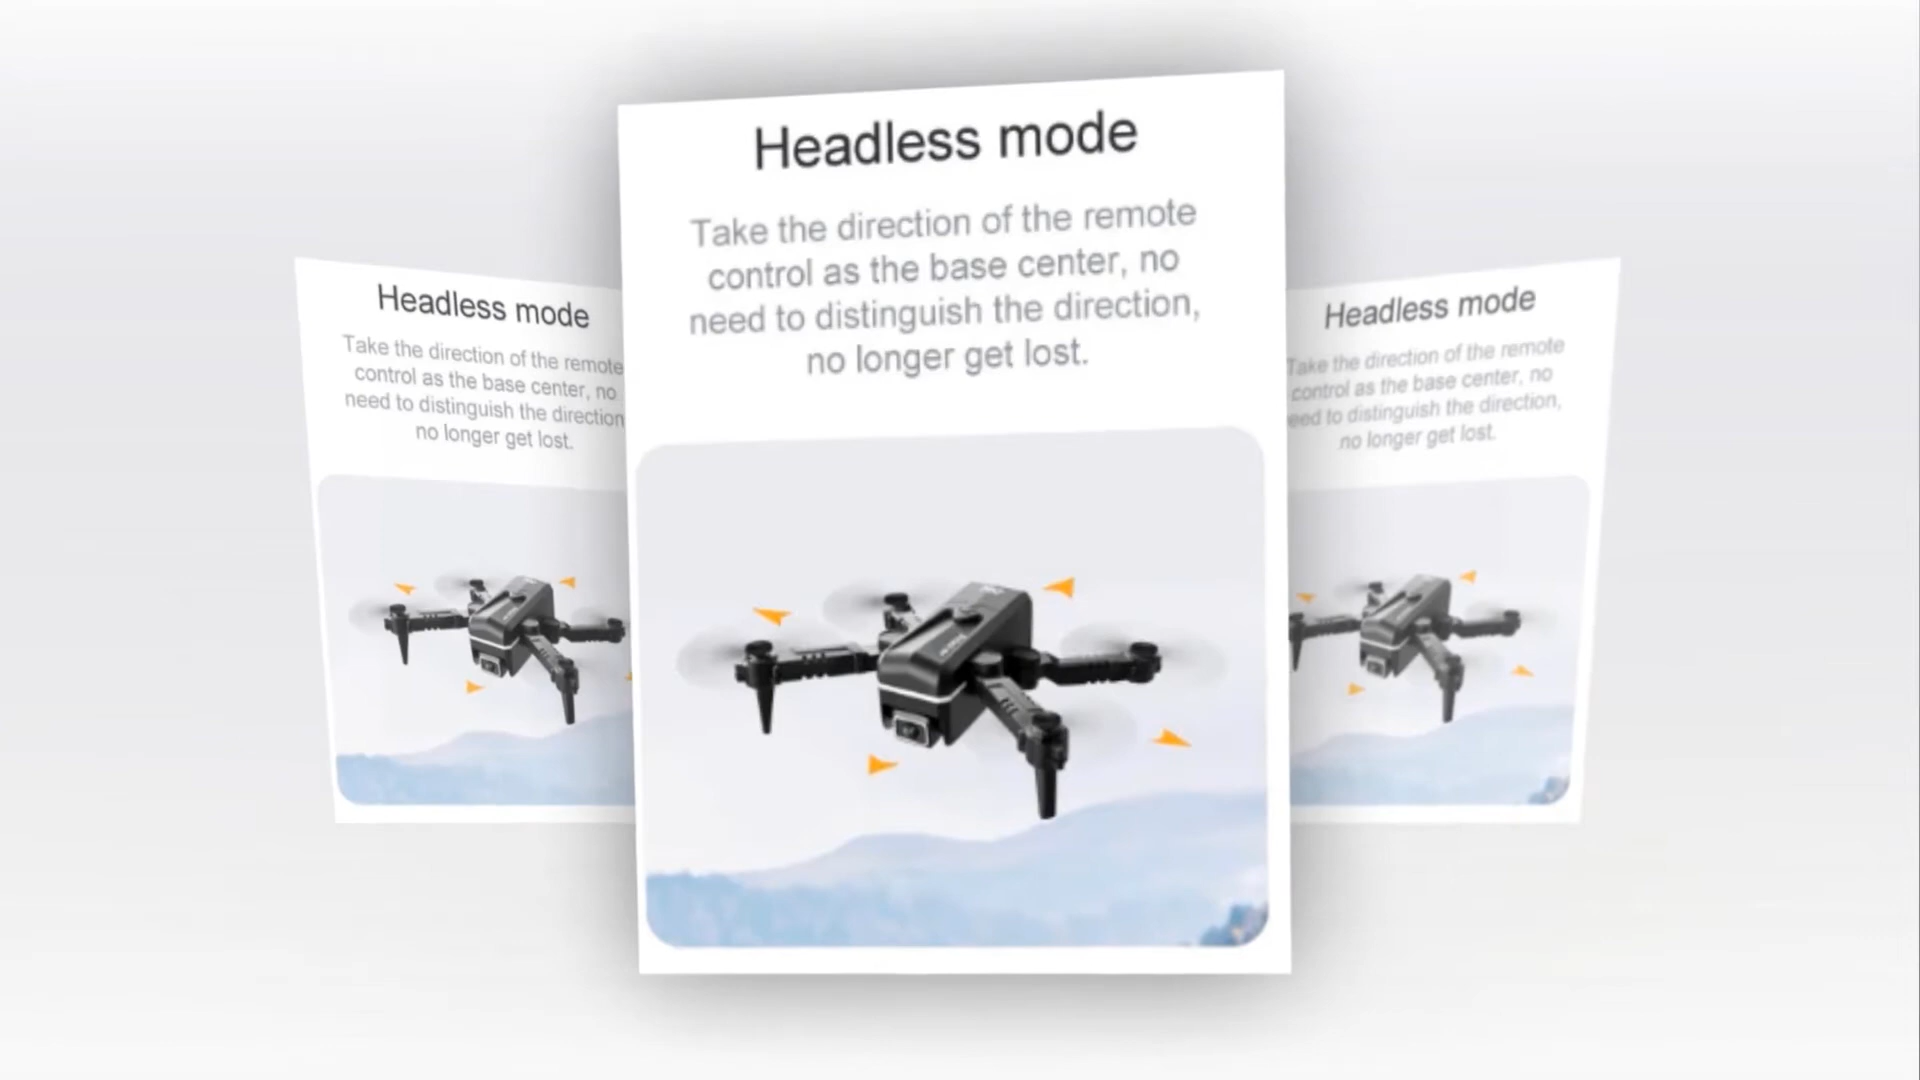 Headless mode
Take the direction of the remote
control as the base center, no
need to distinguish the direction,
no longer get lost.
Headless mode
Take the direction of the remote
control as the base center, no
need to distinguish the direction
no longer get lost.
Headless mode
Take the direction of the remote
control as the base center, no
need to distinguish the direction,
no longer get lost.